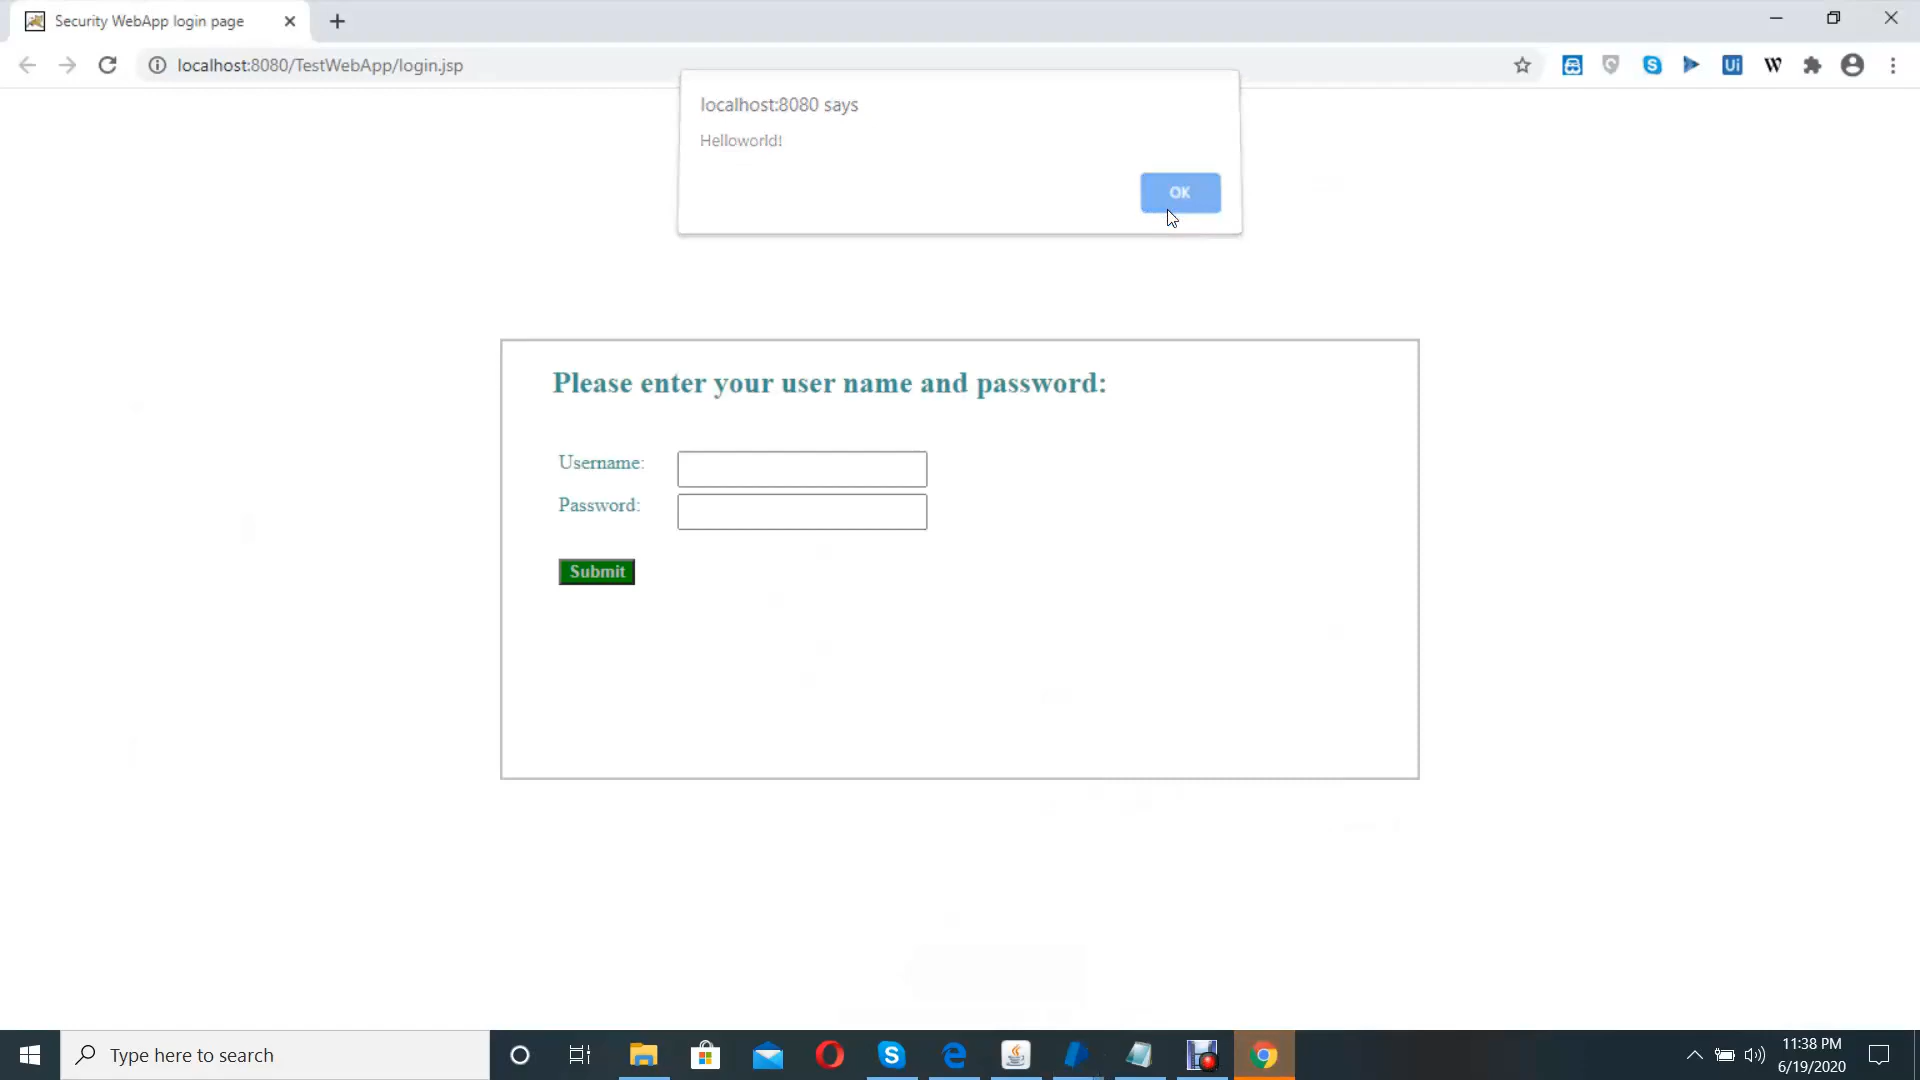 Security WebApp login page
localhost:8080/TestWebApp/login.jsp
localhost:8080 says
Helloworld!
OK
Please enter your user name and password:
Username:
Password:
Submit
Type here to search
11:38 PM
6/19/2020